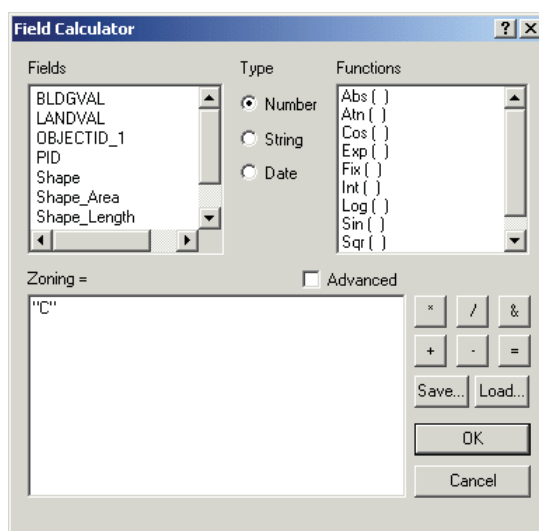 Field Calculator
Fields
Type
Functions
BLDGVAL
LANDVAL
OBJECTID_1
PID
Shape
Shape_Area
Shape_Length
Number
String
Date
Abs ( )
Atn ( )
Cos ( )
Exp ( )
Fix ( )
Int ( )
Log ( )
Sin ( )
Sqr ( )
Zoning =
Advanced
"C"
* / &
+ - =
Save... Load...
OK
Cancel